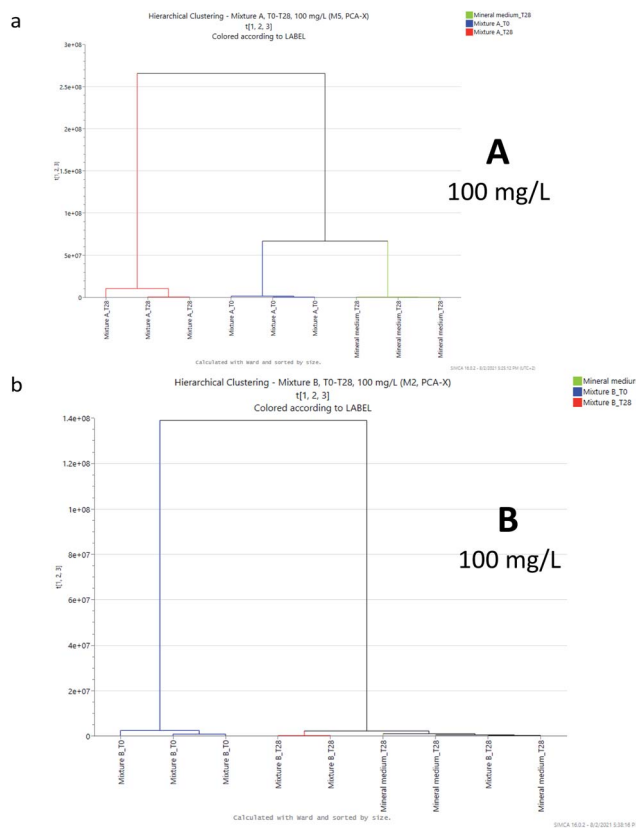 a
Hierarchical Clustering - Mixture A, T0-T28, 100 mg/L (M5, PCA-X)
t[1, 2, 3]
Colored according to LABEL
Mineral medium_T28
Mixture A_T0
Mixture A_T28
3e+08
2.5e+08
2e+08
1.5e+08
1e+08
5e+07
0
t[1, 2, 3]
A
100 mg/L
Mixture A_T28
Mixture A_T28
Mixture A_T28
Mixture A_T0
Mixture A_T0
Mixture A_T0
Mineral medium_T28
Mineral medium_T28
Mineral medium_T28
Calculated with Ward and sorted by size.
b
Hierarchical Clustering - Mixture B, T0-T28, 100 mg/L (M2, PCA-X)
t[1, 2, 3]
Colored according to LABEL
Mineral mediur
Mixture B_T0
Mixture B_T28
1.4e+08
1.2e+08
1e+08
8e+07
6e+07
4e+07
2e+07
0
t[1, 2, 3]
B
100 mg/L
Mixture B_T0
Mixture B_T0
Mixture B_T0
Mixture B_T28
Mixture B_T28
Mineral medium_T28
Mineral medium_T28
Mixture B_T28
Mineral medium_T28
Calculated with Ward and sorted by size.